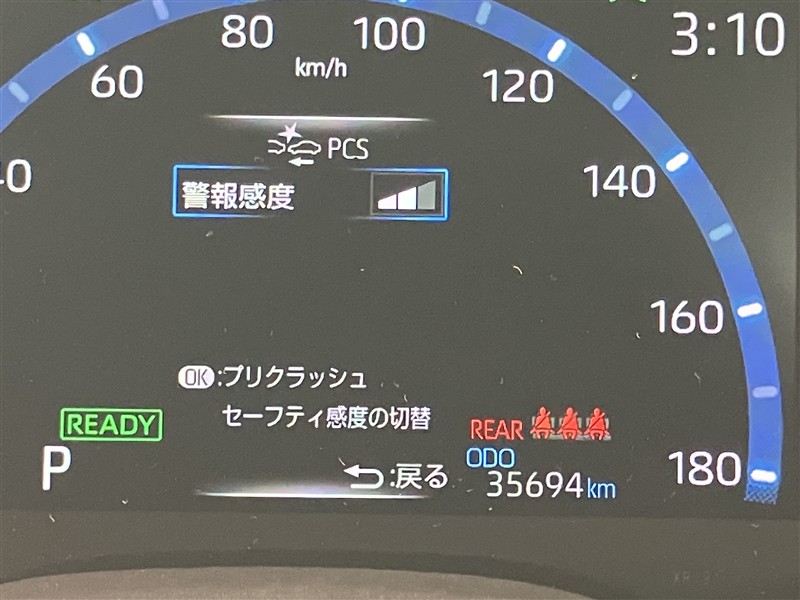 80
100
3:10
60
km/h
120
PCS
140
警報感度
160
OK:プリクラッシュ
セーフティ感度の切替
READY
REAR
P
ODO
180
:戻る
35694km